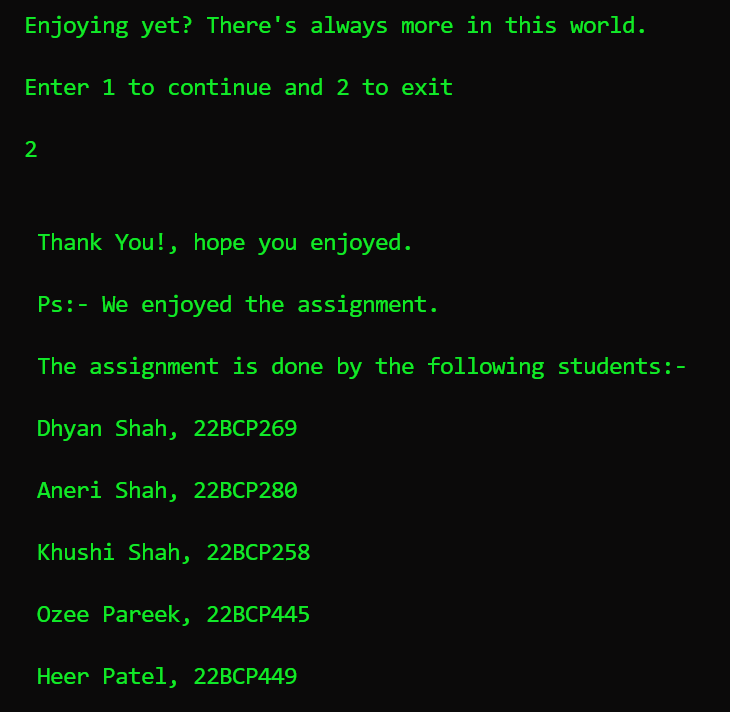 Enjoying yet? There's always more in this world.
Enter 1 to continue and 2 to exit
2
Thank You!, hope you enjoyed.
Ps:- We enjoyed the assignment.
The assignment is done by the following students:-
Dhyan Shah, 22BCP269
Aneri Shah, 22BCP280
Khushi Shah, 22BCP258
Ozee Pareek, 22BCP445
Heer Patel, 22BCP449